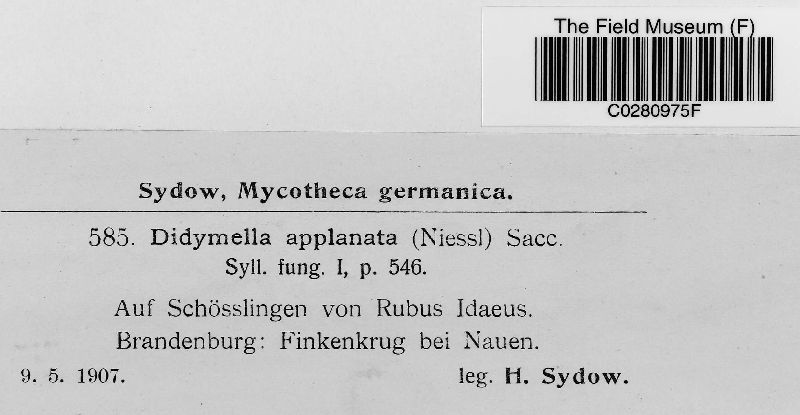 The Field Museum (F)
C0280975F
Sydow, Mycotheca germanica.
585. Didymella applanata (Niessl) Sacc.
Syll. fung. I, p. 546.
Auf Schösslingen von Rubus Idaeus.
Brandenburg: Finkenkrug bei Nauen.
9. 5. 1907. leg. H. Sydow.